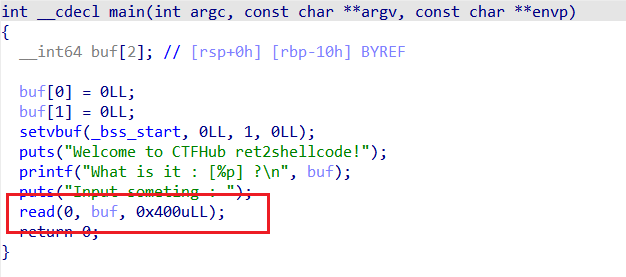 int __cdecl main(int argc, const char **argv, const char **envp)
{
__int64 buf[2]; // [rsp+0h] [rbp-10h] BYREF
buf[0] = 0LL;
buf[1] = 0LL;
setvbuf(_bss_start, 0LL, 1, 0LL);
puts("Welcome to CTFHub ret2shellcode!");
printf("What is it : [%p] ?\n", buf);
puts("Input someting : ");
read(0, buf, 0x400uLL);
return 0;
}